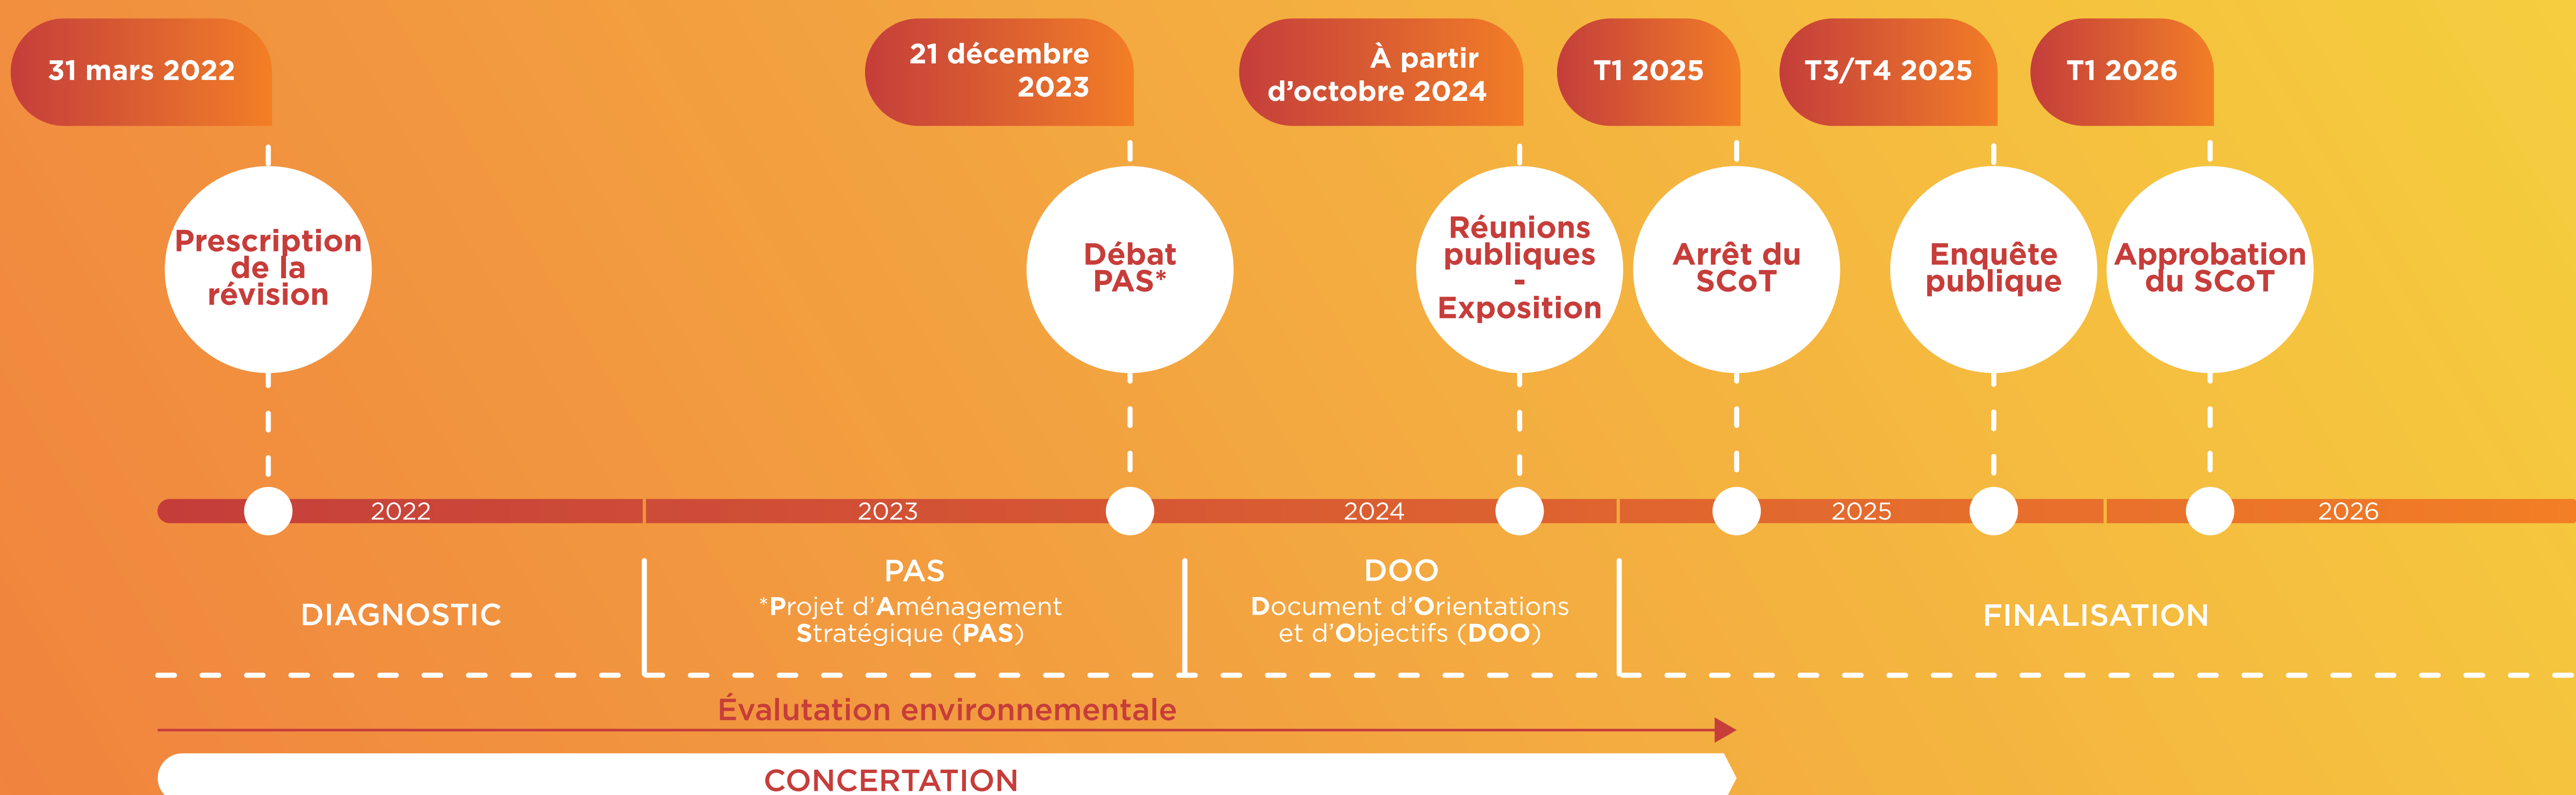 31 mars 2022
21 décembre
2023
À partir
d’octobre 2024
T1 2025
T3/T4 2025
T1 2026
Prescription
de la
révision
Débat
PAS*
Réunions
publiques
-
Exposition
Arrêt du
SCoT
Enquête
publique
Approbation
du SCoT
2022
2023
2024
2025
2026
DIAGNOSTIC
PAS
*Projet d’Aménagement
Stratégique (PAS)
DOO
Document d’Orientations
et d’Objectifs (DOO)
FINALISATION
Évalutation environnementale
CONCERTATION